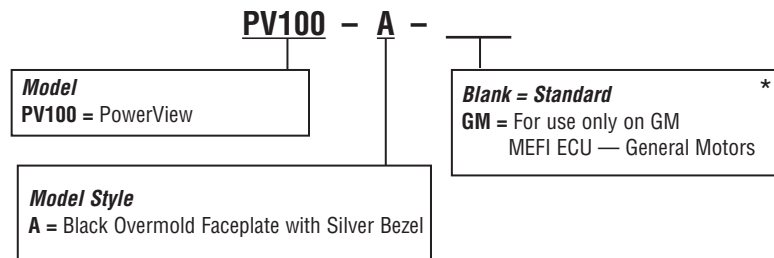 PV100 – A –
Model
PV100 = PowerView
Blank = Standard *
GM = For use only on GM
MEFI ECU — General Motors
Model Style
A = Black Overmold Faceplate with Silver Bezel